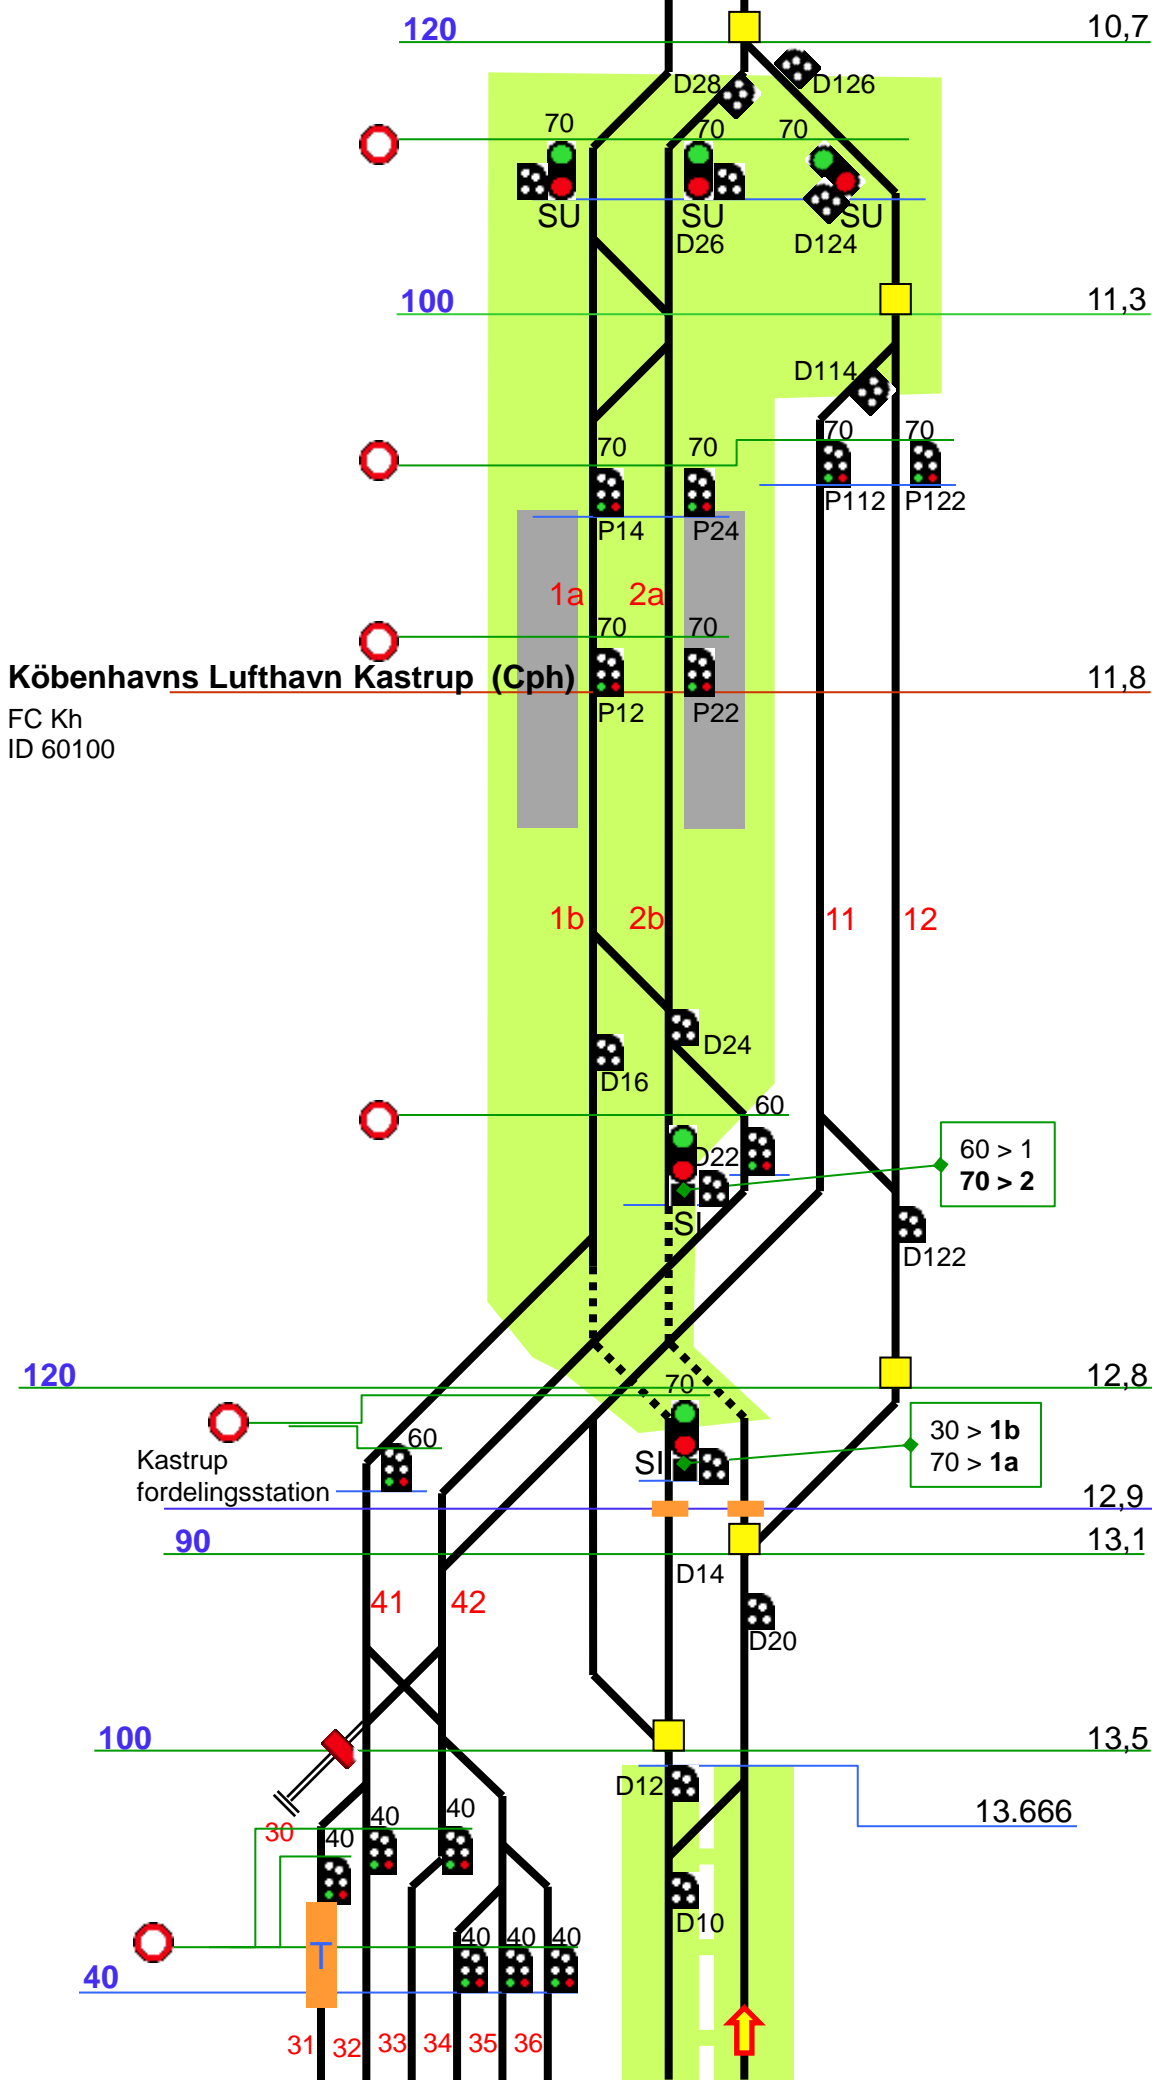 120
10,7
D28
D126
70
70
70
SU
SU
SU
D26
D124
100
11,3
D114
70
70
70
70
P112
P122
P14
P24
1a
2a
70
70
Köbenhavns Lufthavn Kastrup (Cph)
11,8
P12
P22
FC Kh
ID 60100
1b
2b
11
12
D24
D16
60
D22
60 > 1
70 > 2
SI
D122
120
12,8
70
30 > 1b
70 > 1a
60
Kastrup
fordelingsstation
SI
12,9
90
13,1
D14
41
42
D20
100
13,5
D12
13.666
30
40
40
40
D10
40
40
40
T
40
31
32
33
34
35
36